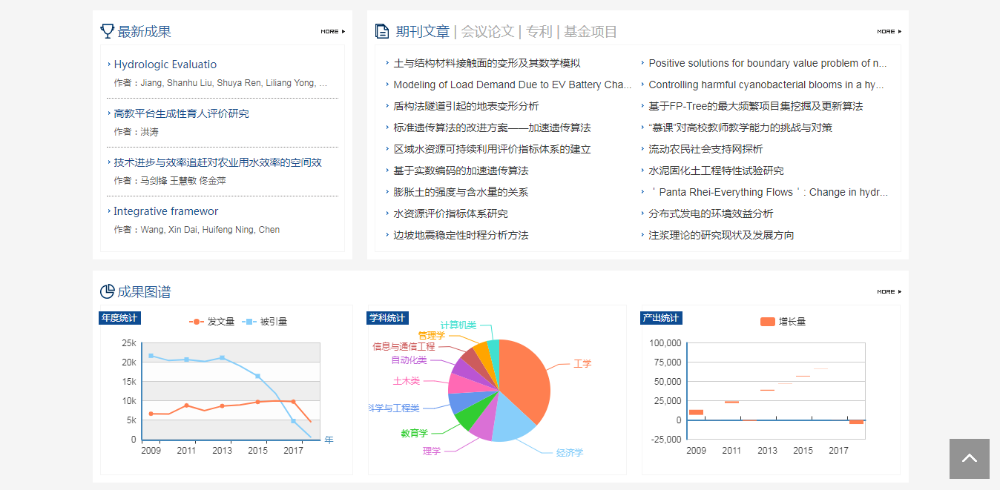 最新成果
MORE
Hydrologic Evaluatio
作者：Jiang, Shanhu Liu, Shuya Ren, Liliang Yong, ...
高教平台生成性育人评价研究
作者：洪涛
技术进步与效率追赶对农业用水效率的空间效
作者：马剑锋 王慧敏 佟金萍
Integrative framewor
作者：Wang, Xin Dai, Huifeng Ning, Chen
期刊文章 | 会议论文 | 专利 | 基金项目
MORE
土与结构材料接触面的变形及其数学模拟
Modeling of Load Demand Due to EV Battery Cha...
盾构法隧道引起的地表变形分析
标准遗传算法的改进方案——加速遗传算法
区域水资源可持续利用评价指标体系的建立
基于实数编码的加速遗传算法
膨胀土的强度与含水量的关系
水资源评价指标体系研究
边坡地震稳定性时程分析方法
Positive solutions for boundary value problem of n...
Controlling harmful cyanobacterial blooms in a hy...
基于FP-Tree的最大频繁项目集挖掘及更新算法
“慕课”对高校教师教学能力的挑战与对策
流动农民社会支持网探析
水泥固化土工程特性试验研究
＇Panta Rhei-Everything Flows＇: Change in hydr...
分布式发电的环境效益分析
注浆理论的研究现状及发展方向
成果图谱
MORE
年度统计
发文量 被引量
25k
20k
15k
10k
5k
0
2009 2011 2013 2015 2017
年
学科统计
计算机类
管理学
信息与通信工程
自动化类
土木类
科学与工程类
教育学
理学
工学
经济学
产出统计
增长量
100,000
75,000
50,000
25,000
0
-25,000
2009 2011 2013 2015 2017